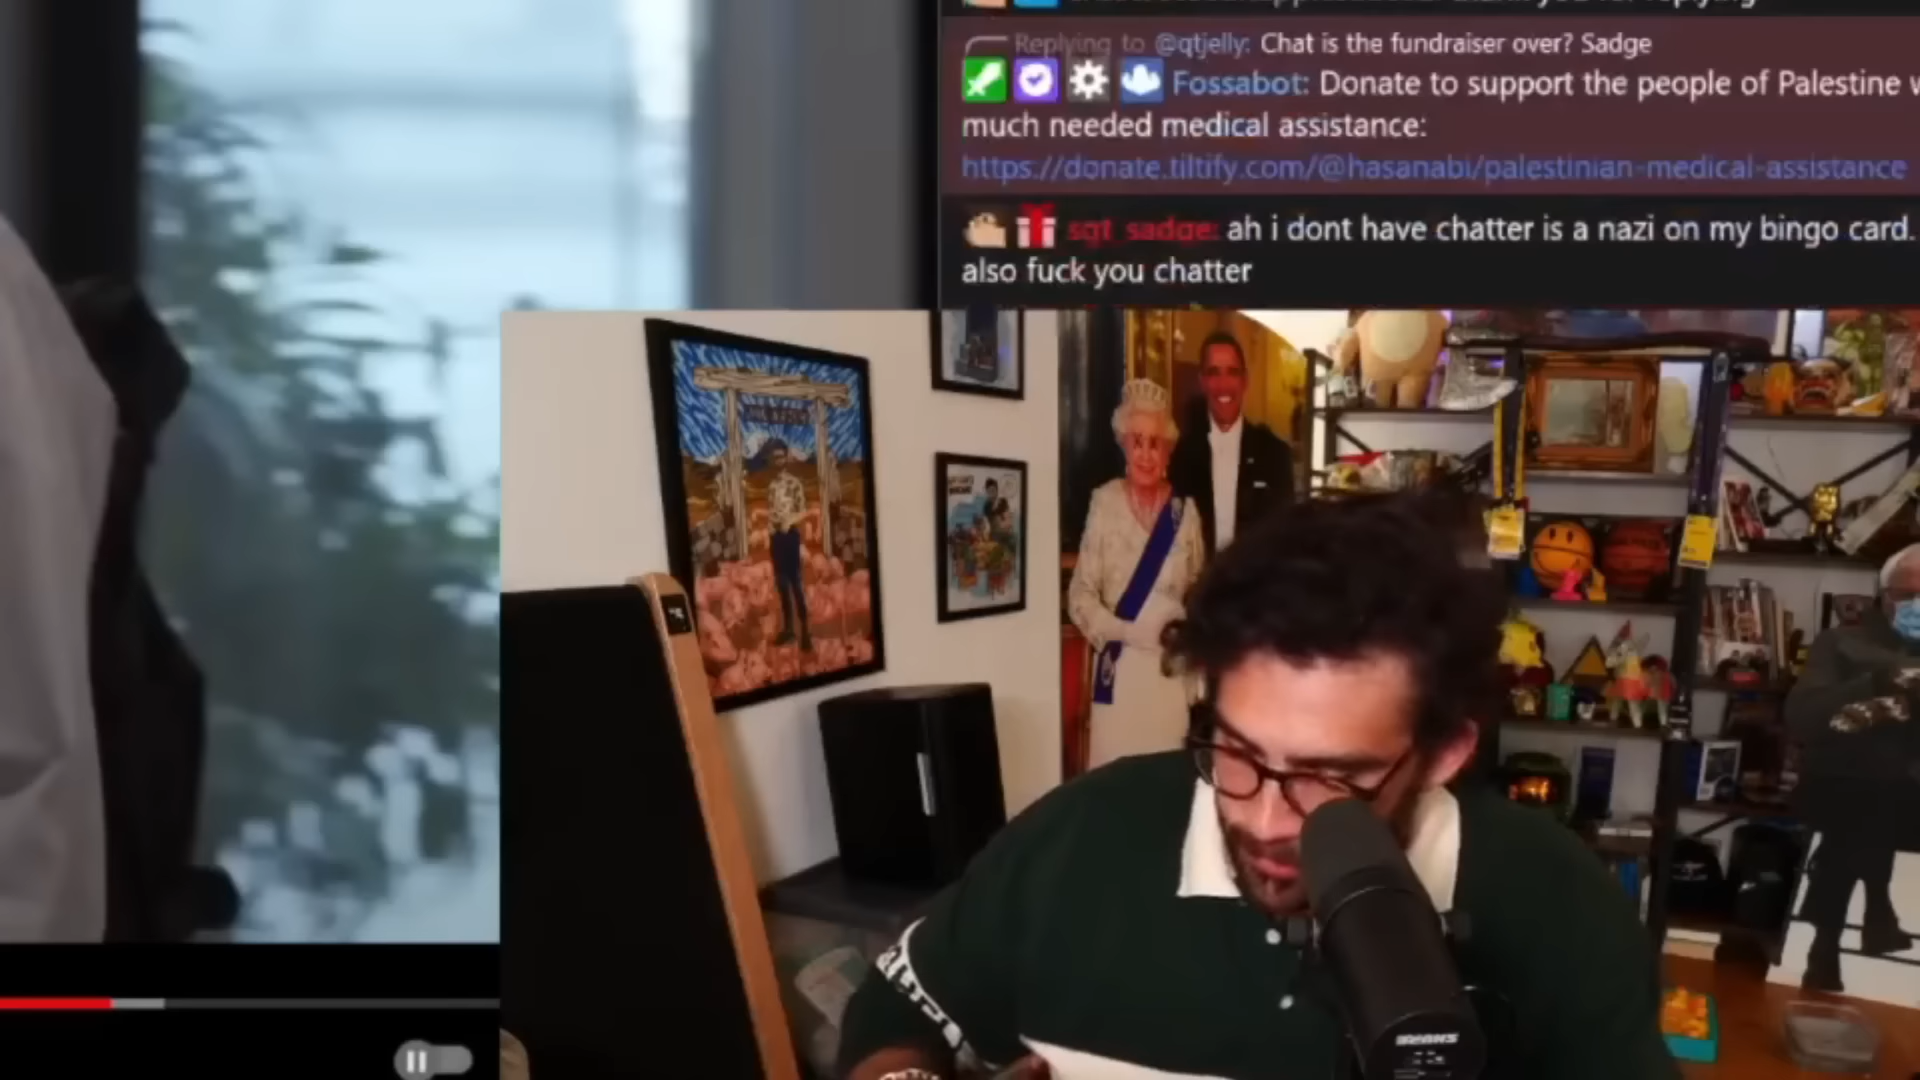 Replying to @qtjelly: Chat is the fundraiser over? Sadge
Fossabot: Donate to support the people of Palestine
much needed medical assistance:
https://donate.tiltify.com/@hasanabi/palestinian-medical-assistance
sgt_sadge: ah i dont have chatter is a nazi on my bingo card.
also fuck you chatter